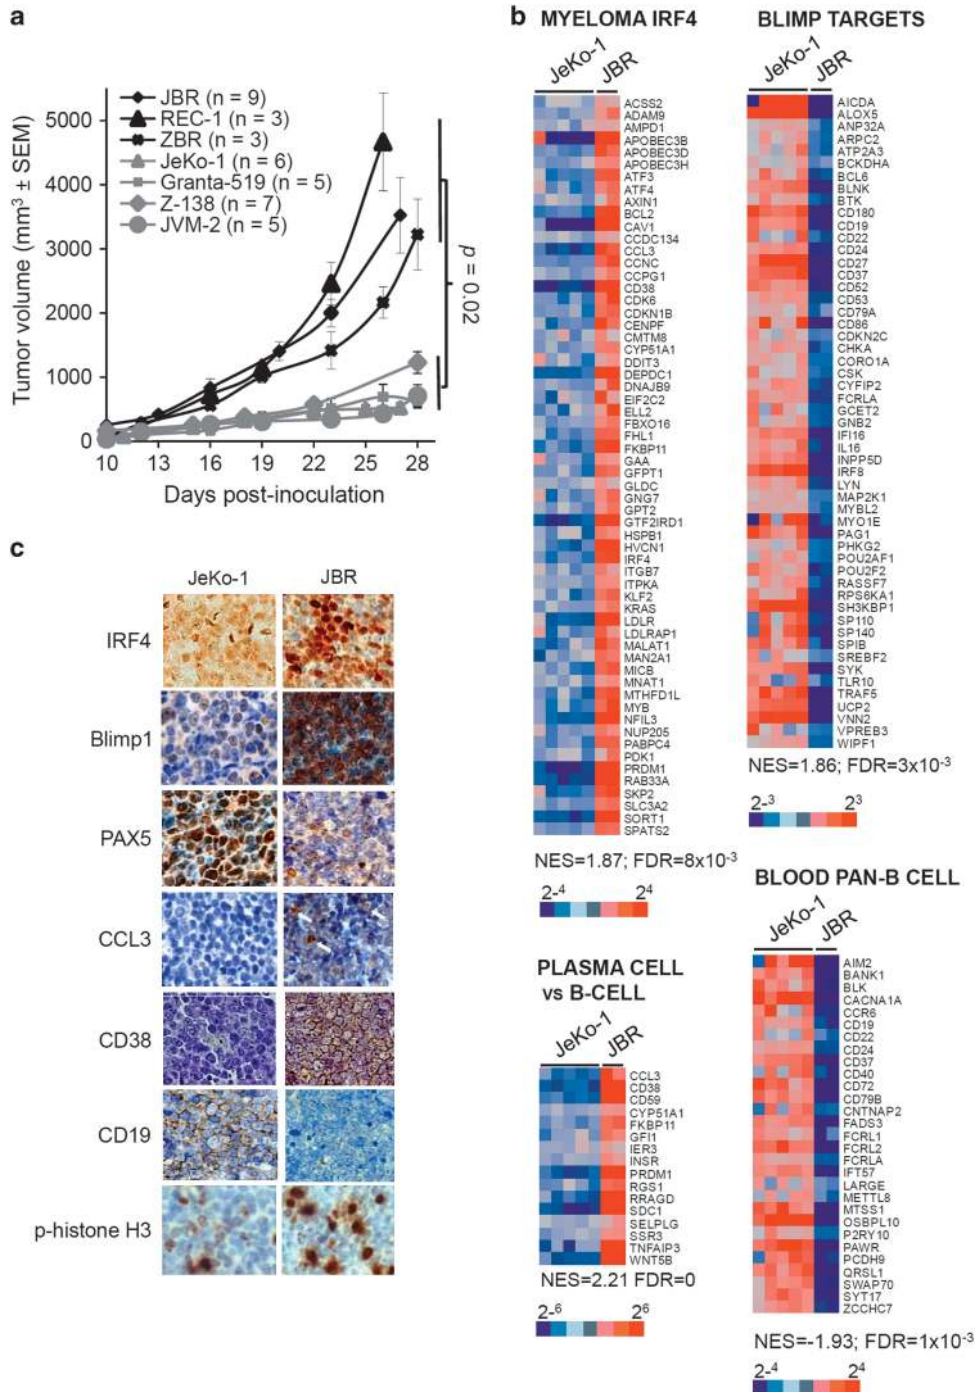 a
Tumor volume (mm³ ± SEM)
5000
4000
3000
2000
1000
0
JBR (n = 9)
REC-1 (n = 3)
ZBR (n = 3)
JeKo-1 (n = 6)
Granta-519 (n = 5)
Z-138 (n = 7)
JVM-2 (n = 5)
p = 0.02
10 13 16 19 22 25 28
Days post-inoculation
b
MYELOMA IRF4
JeKo-1
JBR
ACSS2
ADAM9
AMPD1
APOBEC3B
APOBEC3D
APOBEC3H
ATF3
ATF4
AXIN1
BCL2
CAV1
CCDC134
CCL3
CCNC
CCPG1
CD38
CDK6
CDKN1B
CENPF
CMTM8
CYP51A1
DDIT3
DEPDC1
DNAJB9
EIF2C2
ELL2
FBXO16
FHL1
FKBP11
GAA
GFPT1
GLDC
GNG7
GPT2
GTF2IRD1
HSPB1
HVCN1
IRF4
ITGB7
ITPKA
KLF2
KRAS
LDLR
LDLRAP1
MALAT1
MAN2A1
MICB
MNAT1
MTHFD1L
MYB
NFIL3
NUP205
PABPC4
PDK1
PRDM1
RAB33A
SKP2
SLC3A2
SORT1
SPATS2
NES=1.87; FDR=8x10⁻³
2-⁴ 2⁴
BLIMP TARGETS
JeKo-1
JBR
AICDA
ALOX5
ANP32A
ARPC2
ATP2A3
BCKDHA
BCL6
BLNK
BTK
CD180
CD19
CD22
CD24
CD27
CD37
CD52
CD53
CD79A
CD86
CDKN2C
CHKA
CORO1A
CSK
CYFIP2
FCRLA
GCET2
GNB2
IFI16
IL16
INPP5D
IRF8
LYN
MAP2K1
MYBL2
MYO1E
PAG1
PHKG2
POU2AF1
POU2F2
RASSF7
RPS6KA1
SH3KBP1
SP110
SP140
SPIB
SREBF2
SYK
TLR10
TRAF5
UCP2
VNN2
VPREB3
WIPF1
NES=1.86; FDR=3x10⁻³
2-³ 2³
PLASMA CELL
vs B-CELL
JeKo-1
JBR
CCL3
CD38
CD59
CYP51A1
FKBP11
GFI1
IER3
INSR
PRDM1
RGS1
RRAGD
SDC1
SELPLG
SSR3
TNFAIP3
WNT5B
NES=2.21 FDR=0
2-⁶ 2⁶
BLOOD PAN-B CELL
JeKo-1
JBR
AIM2
BANK1
BLK
CACNA1A
CCR6
CD19
CD22
CD24
CD37
CD40
CD72
CD79B
CNTNAP2
FADS3
FCRL1
FCRL2
FCRLA
IFT57
LARGE
METTL8
MTSS1
OSBPL10
P2RY10
PAWR
PCDH9
QRSL1
SWAP70
SYT17
ZCCHC7
NES=-1.93; FDR=1x10⁻³
2-⁴ 2⁴
c
JeKo-1 JBR
IRF4
Blimp1
PAX5
CCL3
CD38
CD19
p-histone H3